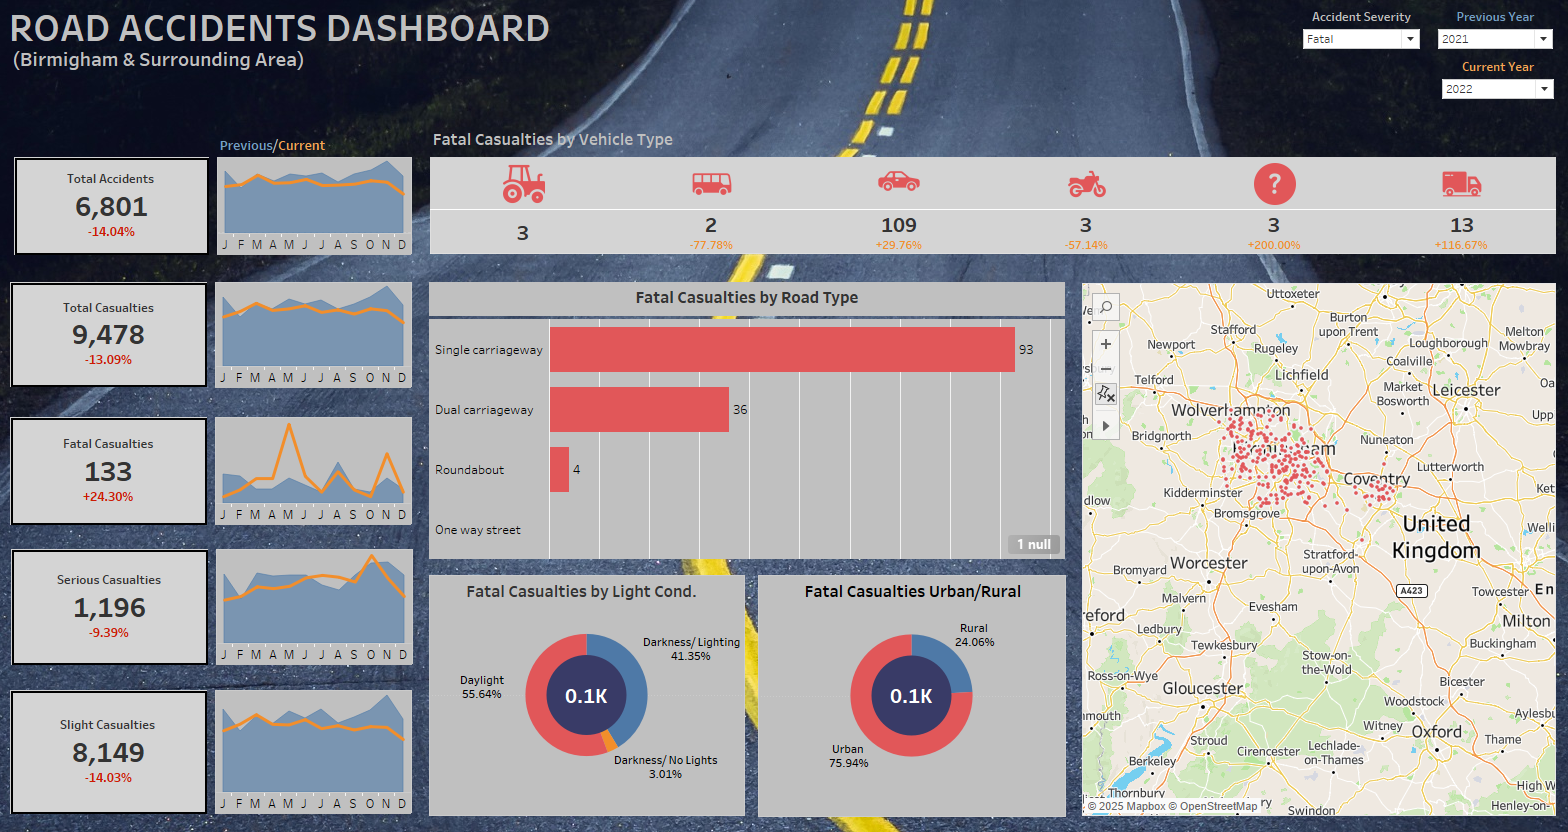 ROAD ACCIDENTS DASHBOARD
(Birmigham & Surrounding Area)
Accident Severity
Fatal
Previous Year
2021
Current Year
2022
Previous/Current
Total Accidents
6,801
-14.04%
J F M A M J J A S O N D
Total Casualties
9,478
-13.09%
J F M A M J J A S O N D
Fatal Casualties
133
+24.30%
J F M A M J J A S O N D
Serious Casualties
1,196
-9.39%
J F M A M J J A S O N D
Slight Casualties
8,149
-14.03%
J F M A M J J A S O N D
Fatal Casualties by Vehicle Type
?
3
2
-77.78%
109
+29.76%
3
-57.14%
3
+200.00%
13
+116.67%
Fatal Casualties by Road Type
Single carriageway
93
Dual carriageway
36
Roundabout
4
One way street
1 null
Fatal Casualties by Light Cond.
Darkness/ Lighting
41.35%
Daylight
55.64%
0.1K
Darkness/ No Lights
3.01%
Fatal Casualties Urban/Rural
Rural
24.06%
0.1K
Urban
75.94%
Uttoxeter
Stafford
Burton
upon Trent
Newport
Rugeley
Loughborough
Melton
Mowbray
Coalville
Telford
Lichfield
Market
Bosworth
Leicester
Oa
Wolverhampton
Upp
Bridgnorth
Nuneaton
Lutterworth
Coventry
Ket
Kidderminster
dlow
Bromsgrove
United
Kingdom
Welli
Stratford-
upon-Avon
Bromyard
Worcester
A423
Towcester
En
Malvern
Evesham
reford
Milton
Ledbury
Tewkesbury
Buckingham
Stow-on-
the-Wold
Ross-on-Wye
Bicester
Gloucester
Woodstock
nmouth
Witney
Oxford
Aylesbu
Stroud
Thame
Cirencester
Lechlade-
on-Thames
Berkeley
Thornbury
High W
© 2025 Mapbox © OpenStreetMap
ry
Swindon
Henley-on-